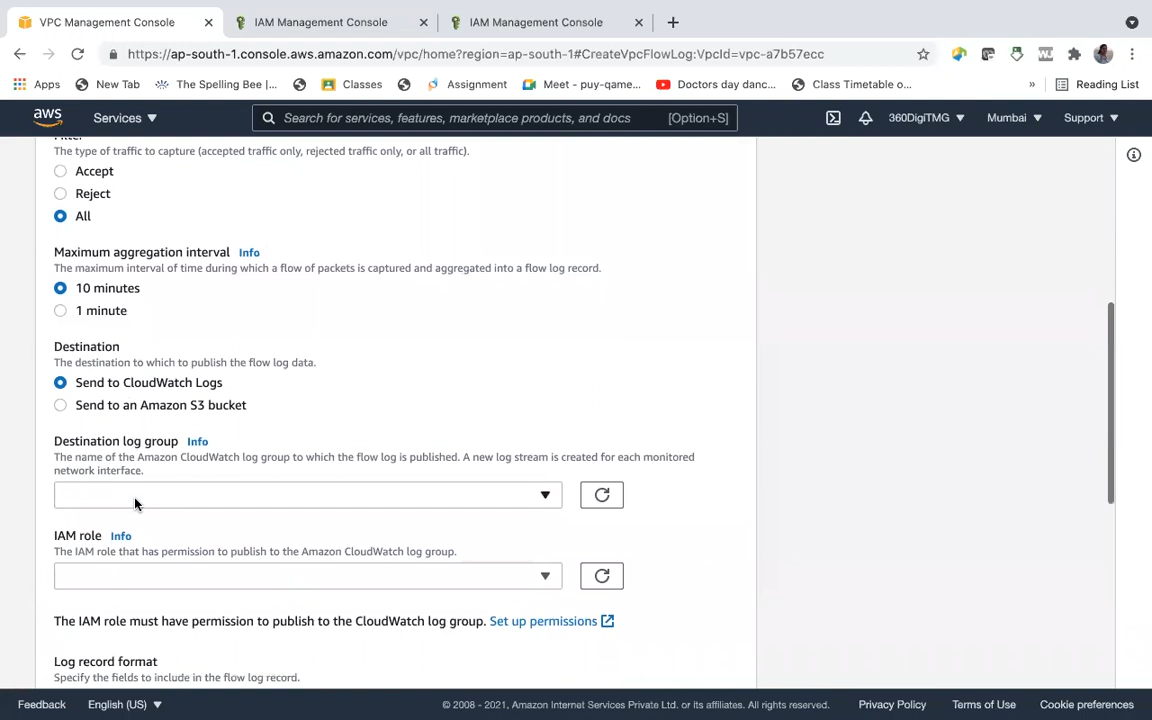 VPC Management Console
IAM Management Console
IAM Management Console
https://ap-south-1.console.aws.amazon.com/vpc/home?region=ap-south-1#CreateVpcFlowLog:VpcId=vpc-a7b57ecc
Apps
New Tab
The Spelling Bee |...
Classes
Assignment
Meet - puy-game...
Doctors day danc...
Class Timetable o...
»
Reading List
aws
Services
Search for services, features, marketplace products, and docs
[Option+S]
360DigiTMG
Mumbai
Support
Filter
The type of traffic to capture (accepted traffic only, rejected traffic only, or all traffic).
Accept
Reject
All
Maximum aggregation interval Info
The maximum interval of time during which a flow of packets is captured and aggregated into a flow log record.
10 minutes
1 minute
Destination
The destination to which to publish the flow log data.
Send to CloudWatch Logs
Send to an Amazon S3 bucket
Destination log group Info
The name of the Amazon CloudWatch log group to which the flow log is published. A new log stream is created for each monitored
network interface.
IAM role Info
The IAM role that has permission to publish to the Amazon CloudWatch log group.
The IAM role must have permission to publish to the CloudWatch log group. Set up permissions
Log record format
Specify the fields to include in the flow log record.
Feedback
English (US)
© 2008 - 2021, Amazon Internet Services Private Ltd. or its affiliates. All rights reserved.
Privacy Policy
Terms of Use
Cookie preferences